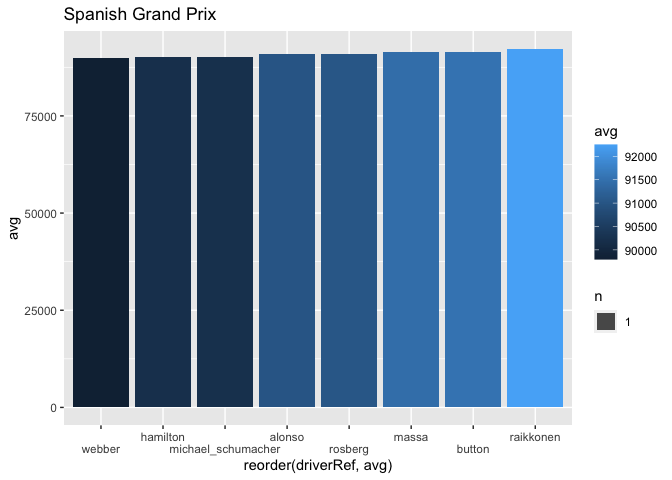 Spanish Grand Prix
avg
75000
50000
25000
0
hamilton alonso massa raikkonen
webber michael_schumacher rosberg button
reorder(driverRef, avg)
avg
92000
91500
91000
90500
90000
n
1